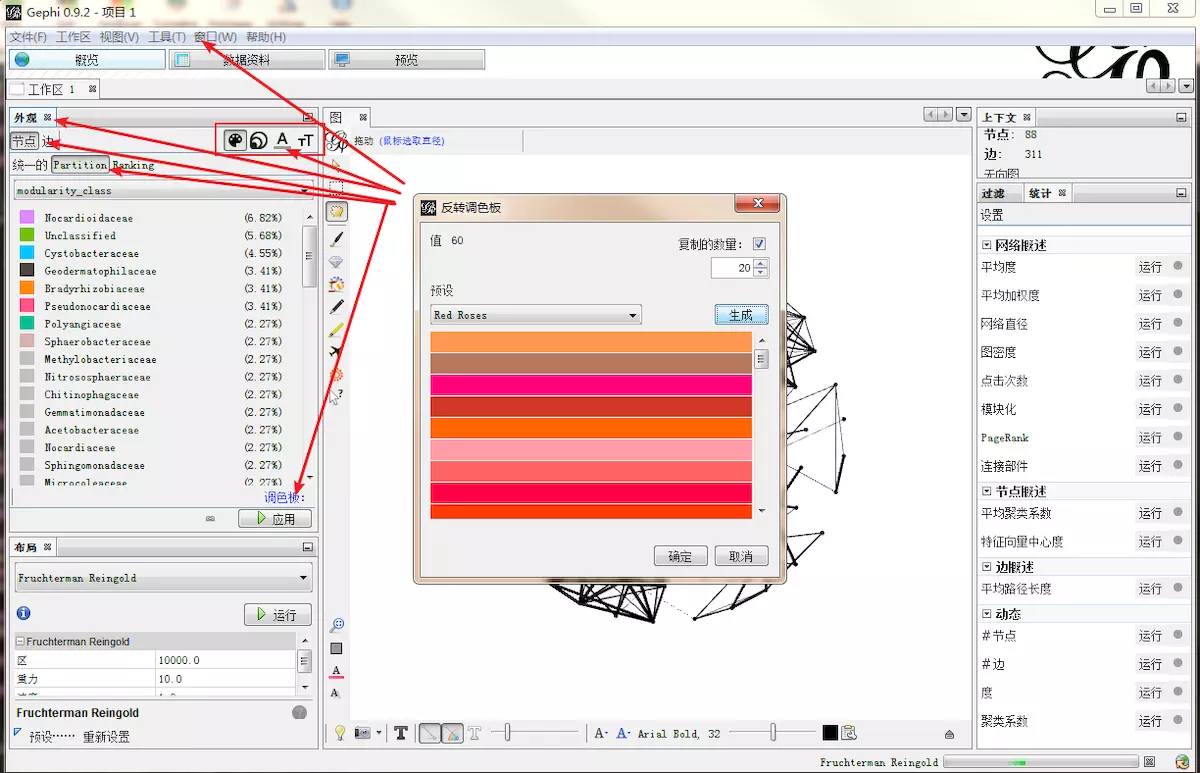 Gephi 0.9.2 - 项目 1
文件(F) 工作区 视图(V) 工具(T) 窗口(W) 帮助(H)
概览 数据资料 预览
工作区 1
外观
节点 边
统一的 Partition Ranking
modularity_class
Nocardioidaceae (6.82%)
Unclassified (5.68%)
Cystobacteraceae (4.55%)
Geodermatophilaceae (3.41%)
Bradyrhizobiaceae (3.41%)
Pseudonocardiaceae (3.41%)
Polyangiaceae (2.27%)
Sphaerobacteraceae (2.27%)
Methylobacteriaceae (2.27%)
Nitrososphaeraceae (2.27%)
Chitinophagaceae (2.27%)
Gemmatimonadaceae (2.27%)
Acetobacteraceae (2.27%)
Nocardiaceae (2.27%)
Sphingomonadaceae (2.27%)
Micrococcaceae (2.27%)
调色板:
应用
布局
Fruchterman Reingold
运行
Fruchterman Reingold
区 10000.0
重力 10.0
速度 1.0
Fruchterman Reingold
预设…… 重新设置
图
拖动 (鼠标选取直径)
反转调色板
值 60
复制的数量:
20
预设
Red Roses
生成
确定 取消
A- A- Arial Bold, 32
上下文
节点: 88
边: 311
无向图
过滤 统计
设置
网络概述
平均度 运行
平均加权度 运行
网络直径 运行
图密度 运行
点击次数 运行
模块化 运行
PageRank 运行
连接部件 运行
节点概述
平均聚类系数 运行
特征向量中心度 运行
边概述
平均路径长度 运行
动态
#节点 运行
#边 运行
度 运行
聚类系数 运行
Fruchterman Reingold